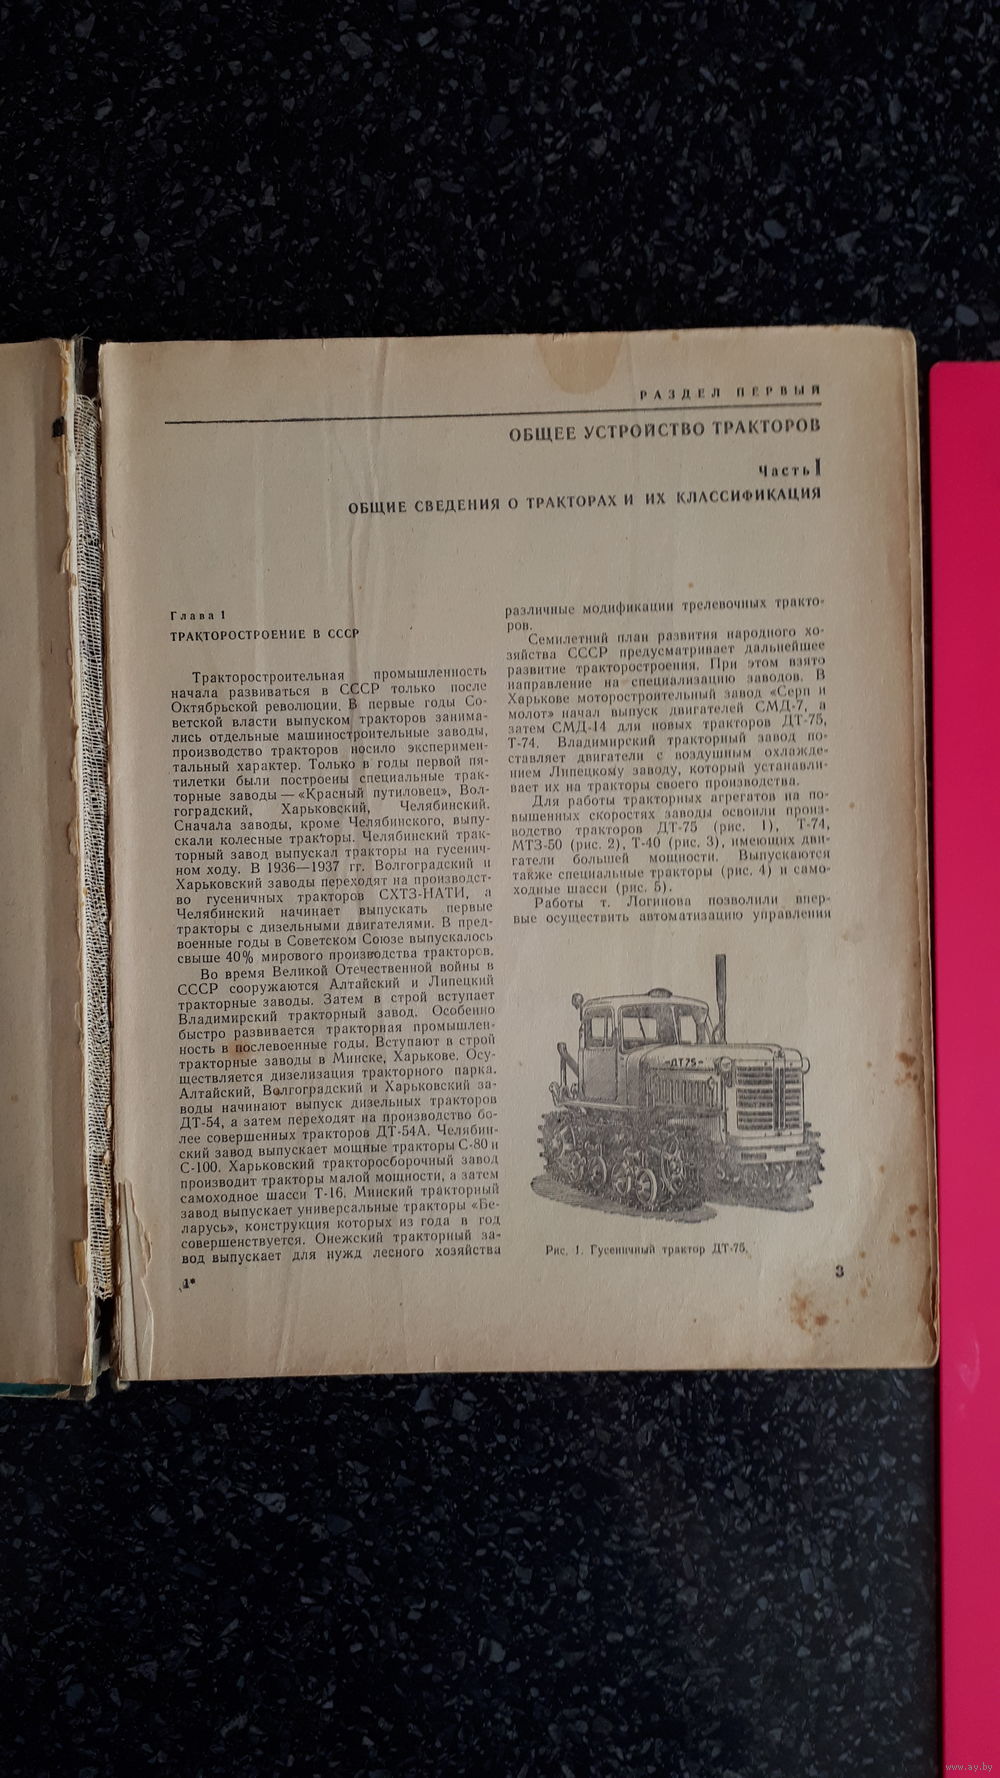 РАЗДЕЛ ПЕРВЫЙ
ОБЩЕЕ УСТРОЙСТВО ТРАКТОРОВ
Часть I
ОБЩИЕ СВЕДЕНИЯ О ТРАКТОРАХ И ИХ КЛАССИФИКАЦИЯ
Глава 1
ТРАКТОРОСТРОЕНИЕ В СССР
Тракторостроительная промышленность
начала развиваться в СССР только после
Октябрьской революции. В первые годы Со-
ветской власти выпуском тракторов занима-
лись отдельные машиностроительные заводы,
производство тракторов носило эксперимен-
тальный характер. Только в годы первой пя-
тилетки были построены специальные трак-
торные заводы — «Красный путиловец», Вол-
гоградский, Харьковский, Челябинский.
Сначала заводы, кроме Челябинского, выпу-
скали колесные тракторы. Челябинский трак-
торный завод выпускал тракторы на гусенич-
ном ходу. В 1936—1937 гг. Волгоградский и
Харьковский заводы переходят на производст-
во гусеничных тракторов СХТЗ-НАТИ, а
Челябинский начинает выпускать первые
тракторы с дизельными двигателями. В пред-
военные годы в Советском Союзе выпускалось
свыше 40% мирового производства тракторов.
Во время Великой Отечественной войны в
СССР сооружаются Алтайский и Липецкий
тракторные заводы. Затем в строй вступает
Владимирский тракторный завод. Особенно
быстро развивается тракторная промышлен-
ность в послевоенные годы. Вступают в строй
тракторные заводы в Минске, Харькове. Осу-
ществляется дизелизация тракторного парка.
Алтайский, Волгоградский и Харьковский за-
воды начинают выпуск дизельных тракторов
ДТ-54, а затем переходят на производство бо-
лее совершенных тракторов ДТ-54А. Челябин-
ский завод выпускает мощные тракторы С-80 и
С-100. Харьковский тракторосборочный завод
производит тракторы малой мощности, а затем
самоходное шасси Т-16. Минский тракторный
завод выпускает универсальные тракторы «Бе-
ларусь», конструкция которых из года в год
совершенствуется. Онежский тракторный за-
вод выпускает для нужд лесного хозяйства
1*
различные модификации трелевочных тракто-
ров.
Семилетний план развития народного хо-
зяйства СССР предусматривает дальнейшее
развитие тракторостроения. При этом взято
направление на специализацию заводов. В
Харькове моторостроительный завод «Серп и
молот» начал выпуск двигателей СМД-7, а
затем СМД-14 для новых тракторов ДТ-75,
Т-74. Владимирский тракторный завод по-
ставляет двигатели с воздушным охлажде-
нием Липецкому заводу, который устанавли-
вает их на тракторы своего производства.
Для работы тракторных агрегатов на по-
вышенных скоростях заводы освоили произ-
водство тракторов ДТ-75 (рис. 1), Т-74,
МТЗ-50 (рис. 2), Т-40 (рис. 3), имеющих дви-
гатели большей мощности. Выпускаются
также специальные тракторы (рис. 4) и само-
ходные шасси (рис. 5).
Работы т. Логинова позволили впер-
вые осуществить автоматизацию управления
ДТ75
Рис. 1. Гусеничный трактор ДТ-75.
3
www.ay.by